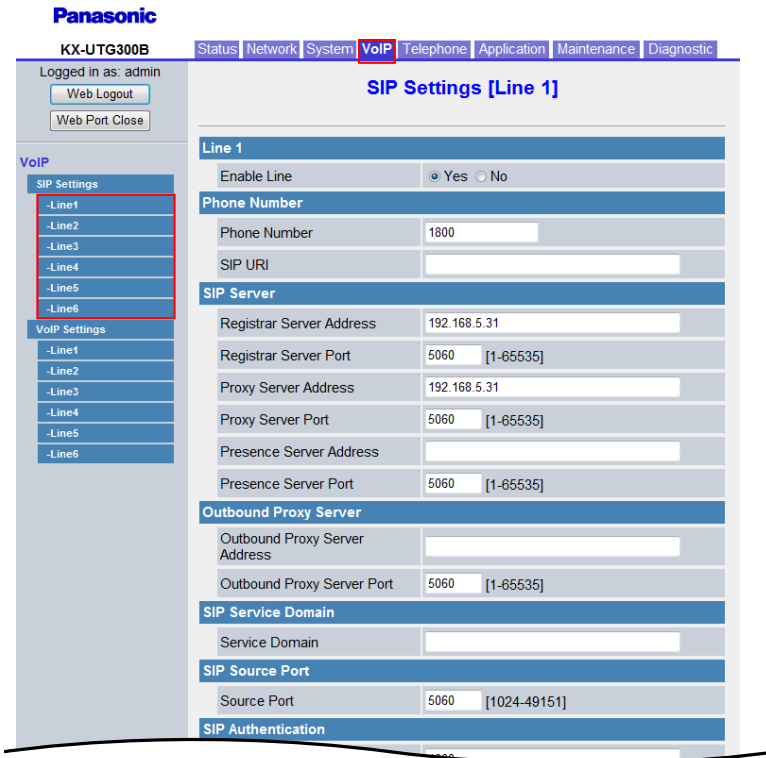 Panasonic
KX-UTG300B
Status Network System VoIP Telephone Application Maintenance Diagnostic
Logged in as: admin
Web Logout
Web Port Close
VoIP
SIP Settings
-Line1
-Line2
-Line3
-Line4
-Line5
-Line6
VoIP Settings
-Line1
-Line2
-Line3
-Line4
-Line5
-Line6
SIP Settings [Line 1]
Line 1
Enable Line Yes No
Phone Number
Phone Number 1800
SIP URI
SIP Server
Registrar Server Address 192.168.5.31
Registrar Server Port 5060 [1-65535]
Proxy Server Address 192.168.5.31
Proxy Server Port 5060 [1-65535]
Presence Server Address
Presence Server Port 5060 [1-65535]
Outbound Proxy Server
Outbound Proxy Server
Address
Outbound Proxy Server Port 5060 [1-65535]
SIP Service Domain
Service Domain
SIP Source Port
Source Port 5060 [1024-49151]
SIP Authentication